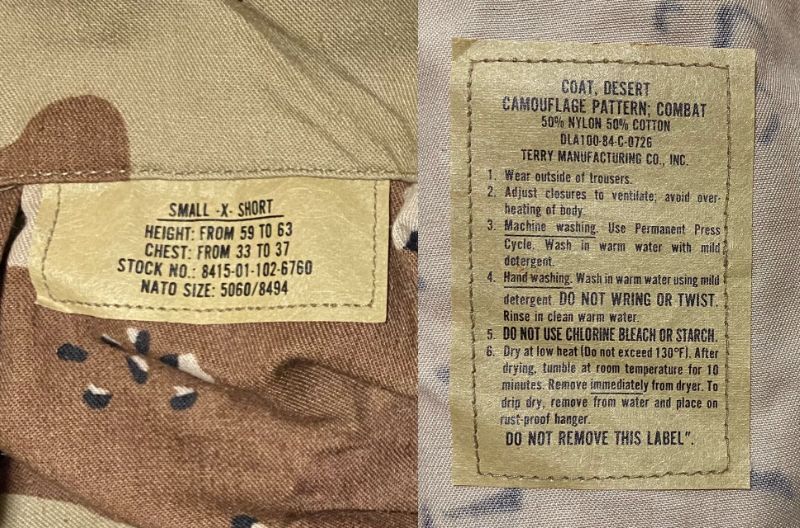 SMALL -X- SHORT
HEIGHT: FROM 59 TO 63
CHEST: FROM 33 TO 37
STOCK NO.: 8415-01-102-6760
NATO SIZE: 5060/8494
COAT, DESERT
CAMOUFLAGE PATTERN; COMBAT
50% NYLON 50% COTTON
DLA100-84-C-0726
TERRY MANUFACTURING CO., INC.
1. Wear outside of trousers.
2. Adjust closures to ventilate; avoid over-
heating of body
3. Machine washing. Use Permanent Press
Cycle. Wash in warm water with mild
detergent.
4. Hand washing. Wash in warm water using mild
detergent DO NOT WRING OR TWIST.
Rinse in clean warm water.
5. DO NOT USE CHLORINE BLEACH OR STARCH.
6. Dry at low heat (Do not exceed 130°F). After
drying, tumble at room temperature for 10
minutes. Remove immediately from dryer. To
drip dry, remove from water and place on
rust-proof hanger.
DO NOT REMOVE THIS LABEL".